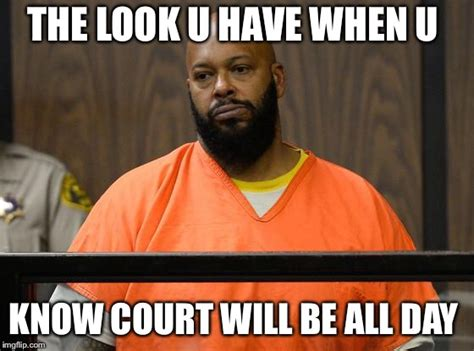 THE LOOK U HAVE WHEN U
KNOW COURT WILL BE ALL DAY
imgflip.com